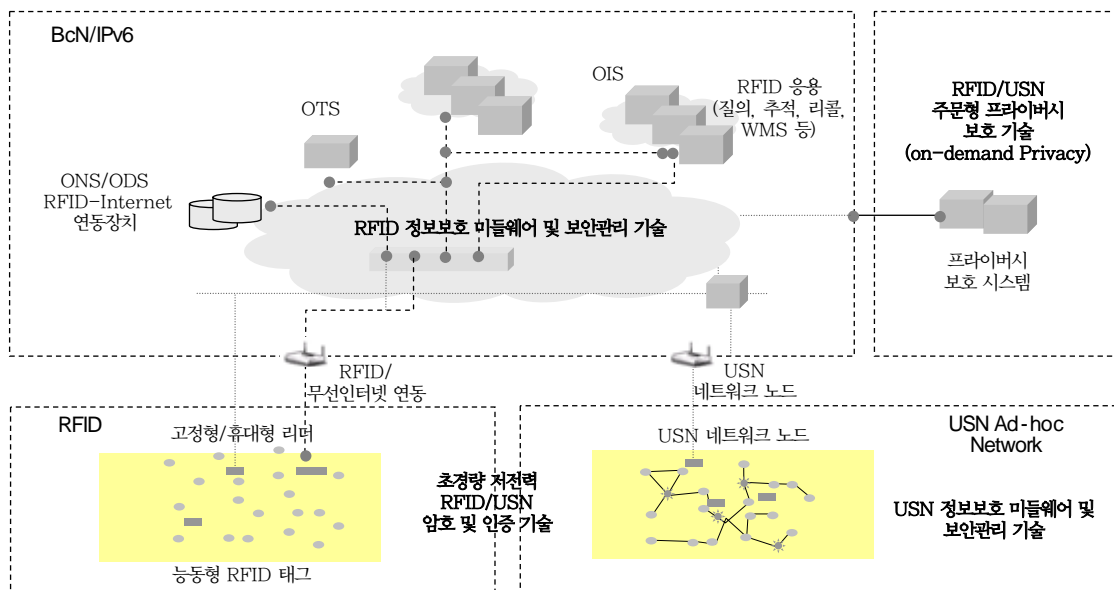 BcN/IPv6
OTS
OIS
RFID 응용
(질의, 추적, 리콜,
WMS 등)
ONS/ODS
RFID-Internet
연동장치
RFID 정보보호 미들웨어 및 보안관리 기술
RFID/USN
주문형 프라이버시
보호 기술
(on-demand Privacy)
프라이버시
보호 시스템
RFID/
무선인터넷 연동
USN
네트워크 노드
RFID
고정형/휴대형 리더
초경량 저전력
RFID/USN
암호 및 인증 기술
능동형 RFID 태그
USN 네트워크 노드
USN Ad-hoc
Network
USN 정보보호 미들웨어 및
보안관리 기술